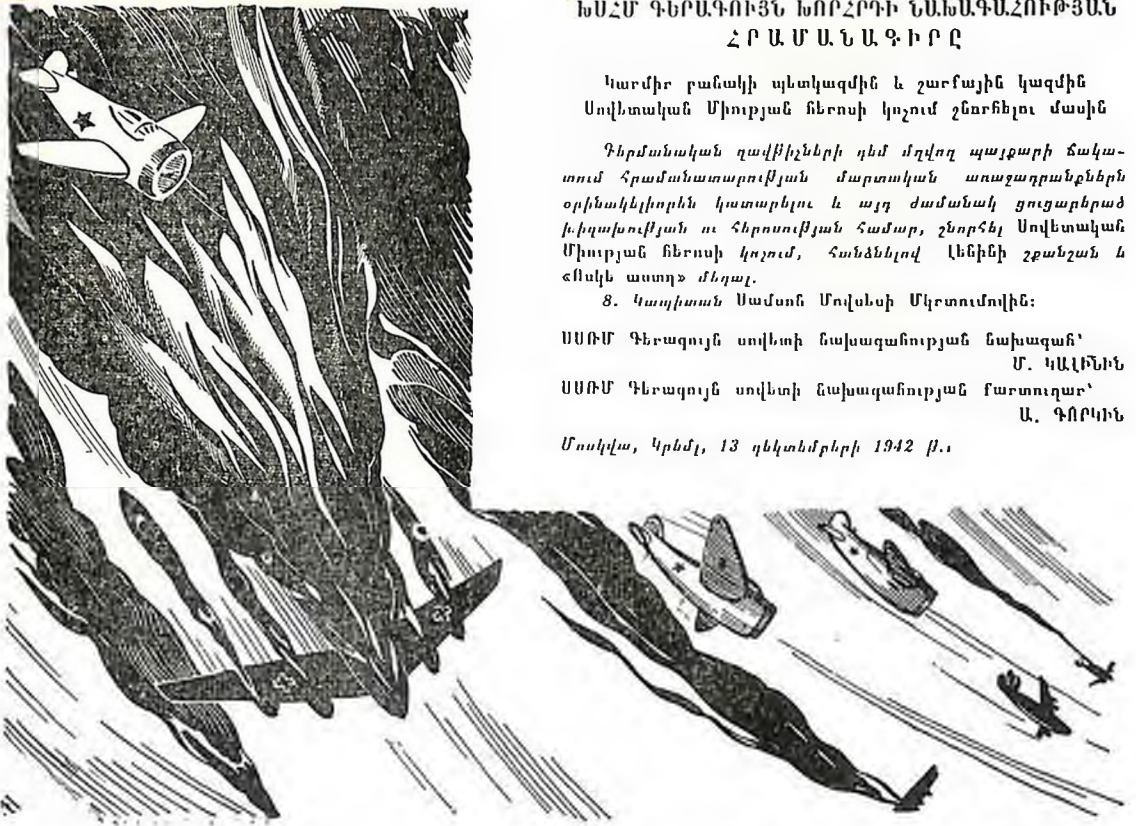 ԽՍՀՄ ԳԵՐԱԳՈՒՅՆ ԽՈՐՀՐԴԻ ՆԱԽԱԳԱՀՈՒԹՅԱՆ
ՀՐԱՄԱՆԱԳԻՐԸ
Կարմիր բանակի պետկազմին և շարքային կազմին
Սովետական Միության հերոսի կոչում շնորհելու մասին
Գերմանական զավթիչների դեմ մղվող պայքարի ճակա-
տում Հրամանատարության մարտական առաջադրանքներն
օրինակելիորեն կատարելու և այդ ժամանակ ցուցաբերած
խիզախության ու հերոսության համար, շնորհել Սովետական
Միության հերոսի կոչում, հանձնելով Լենինի շքանշան և
«Ոսկե աստղ» մեդալ.
8. Կապիտան Սամսոն Մովսեսի Մկրտումովին:
ՍՍՌՄ Գերագույն սովետի նախագահության նախագահ՝
Մ. ԿԱԼԻՆԻՆ
ՍՍՌՄ Գերագույն սովետի նախագահության քարտուղար՝
Ա. ԳՈՐԿԻՆ
Մոսկվա, Կրեմլ, 13 դեկտեմբերի 1942 թ.։